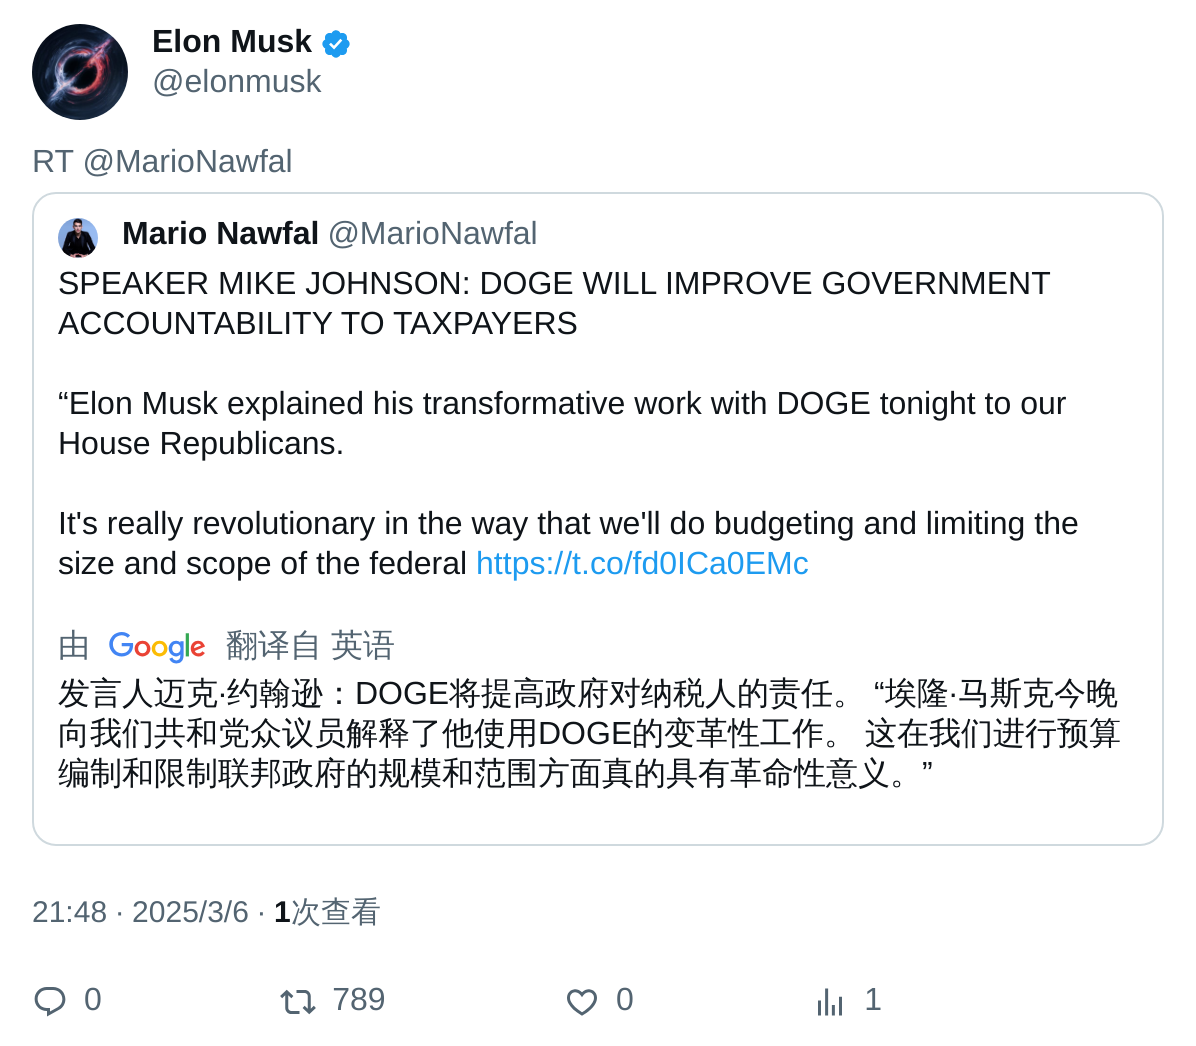 Elon Musk
@elonmusk
RT @MarioNawfal
Mario Nawfal @MarioNawfal
SPEAKER MIKE JOHNSON: DOGE WILL IMPROVE GOVERNMENT
ACCOUNTABILITY TO TAXPAYERS
“Elon Musk explained his transformative work with DOGE tonight to our
House Republicans.
It's really revolutionary in the way that we'll do budgeting and limiting the
size and scope of the federal https://t.co/fd0ICa0EMc
由 Google 翻译自 英语
发言人迈克·约翰逊：DOGE将提高政府对纳税人的责任。 “埃隆·马斯克今晚
向我们共和党众议员解释了他使用DOGE的变革性工作。 这在我们进行预算
编制和限制联邦政府的规模和范围方面真的具有革命性意义。”
21:48 · 2025/3/6 · 1次查看
0 789 0 1